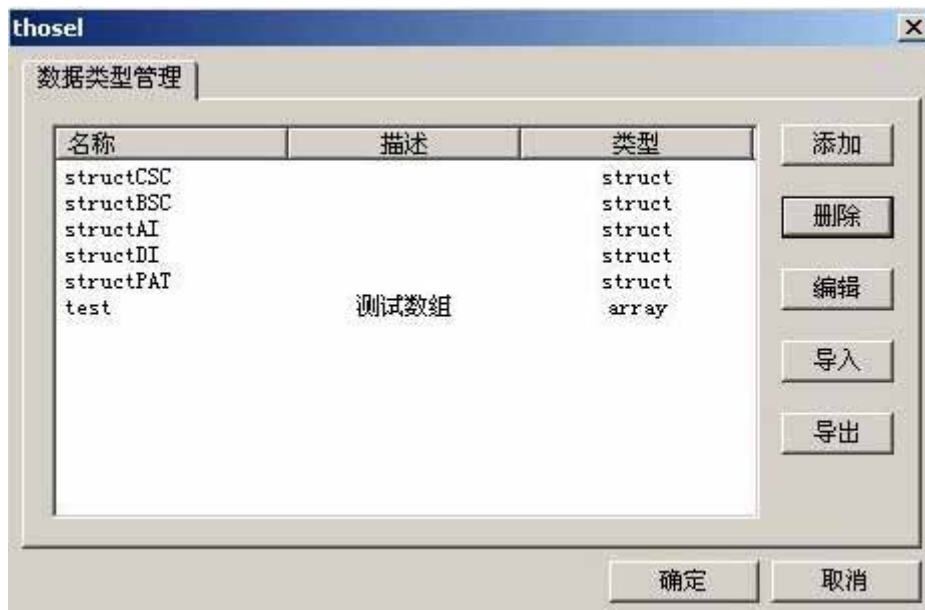 thosel
数据类型管理
名称 描述 类型
structCSC struct
structBSC struct
structAI struct
structDI struct
structPAT struct
test 测试数组 array
添加
删除
编辑
导入
导出
确定 取消